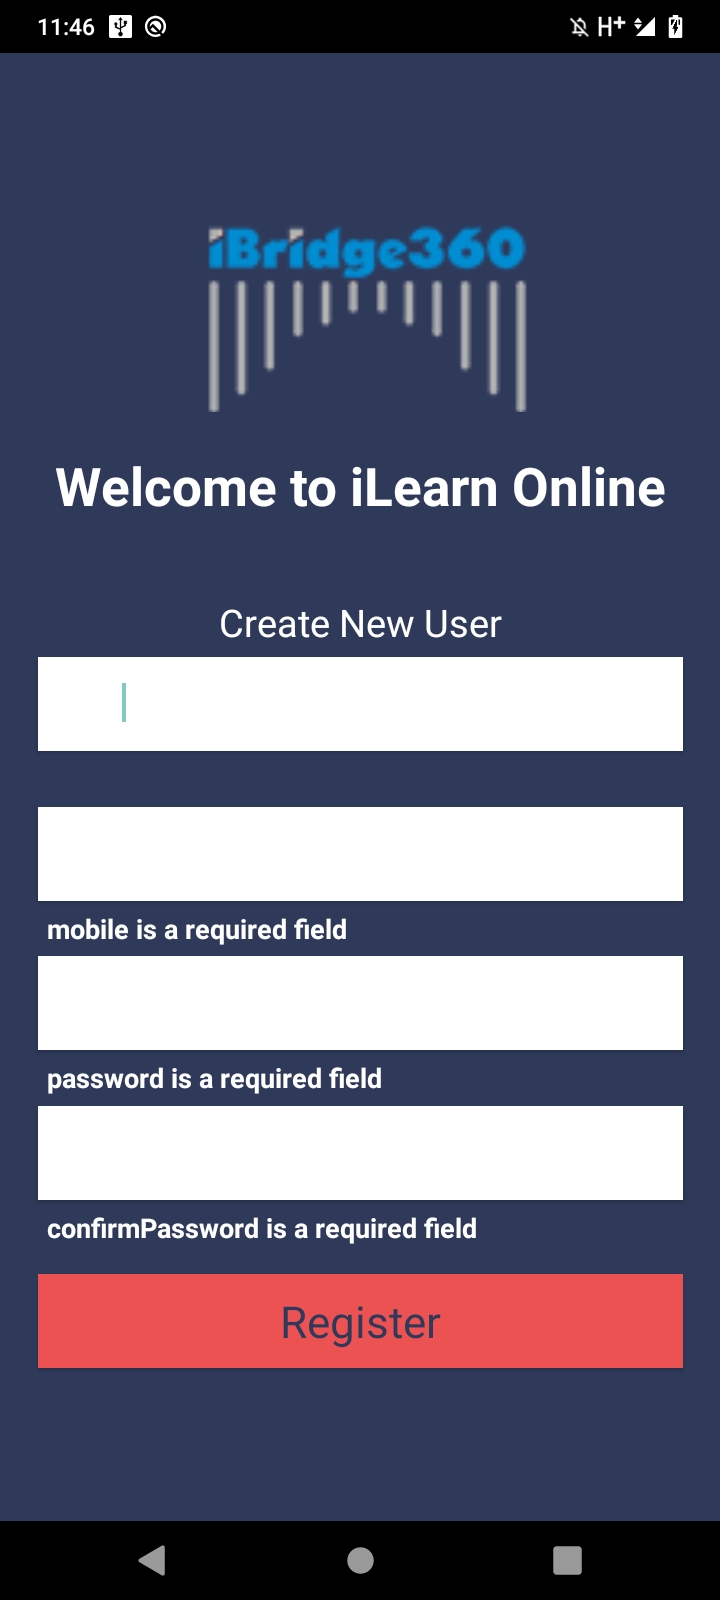 11:46
H+
iBridge360
Welcome to iLearn Online
Create New User
mobile is a required field
password is a required field
confirmPassword is a required field
Register